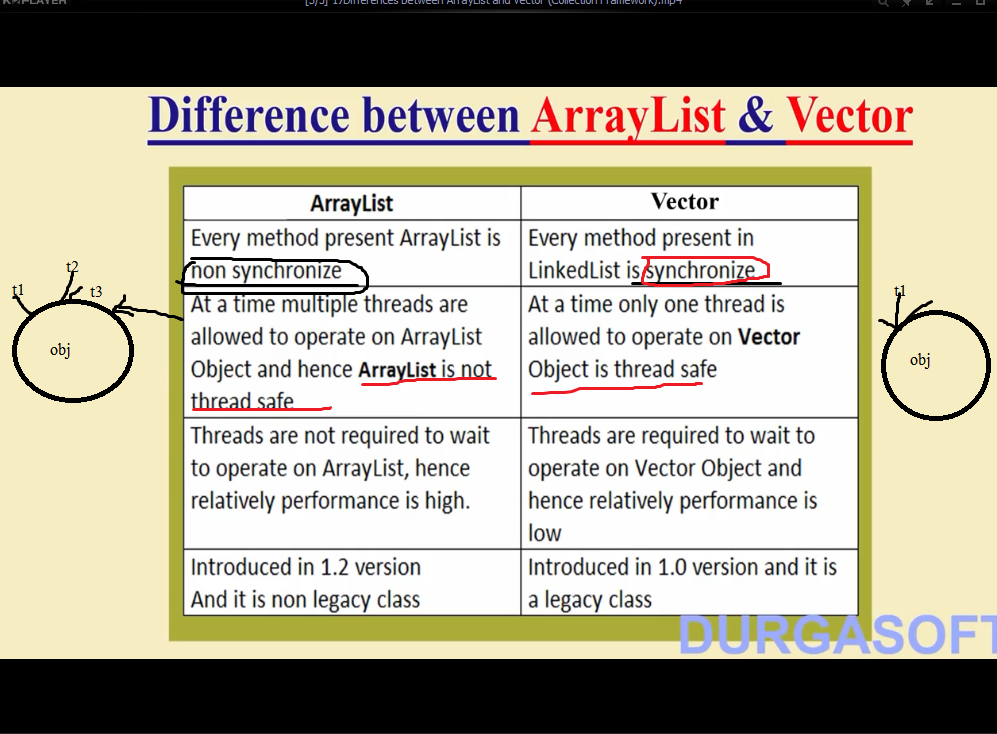 [3/3] 17Differences between ArrayList and Vector (Collection Framework).mp4
Difference between ArrayList & Vector
ArrayList
Vector
Every method present ArrayList is
non synchronize
Every method present in
LinkedList is synchronize
At a time multiple threads are
allowed to operate on ArrayList
Object and hence ArrayList is not
thread safe
At a time only one thread is
allowed to operate on Vector
Object is thread safe
Threads are not required to wait
to operate on ArrayList, hence
relatively performance is high.
Threads are required to wait to
operate on Vector Object and
hence relatively performance is
low
Introduced in 1.2 version
And it is non legacy class
Introduced in 1.0 version and it is
a legacy class
t2
t1
t3
obj
t1
obj
DURGASOFT